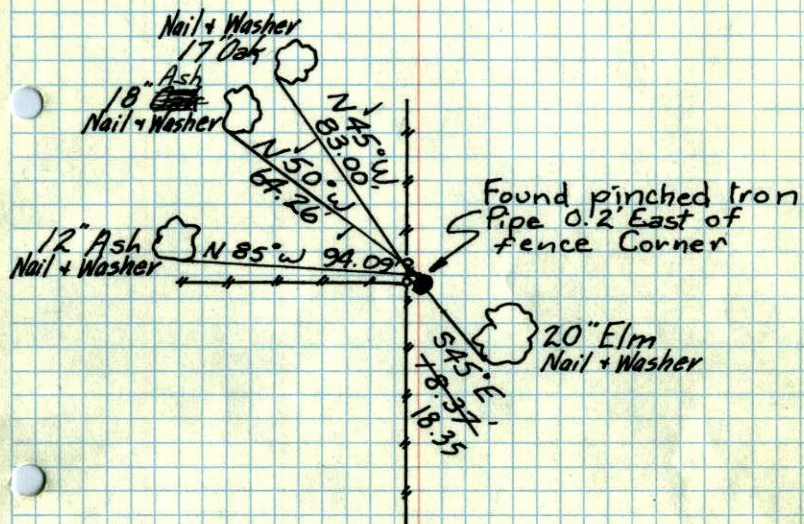 Nail + Washer
17" Oak
Ash
18"
Nail + Washer
N 45° W
83.00'
N 50° W
64.26'
Found pinched Iron
Pipe 0.2' East of
fence Corner
12" Ash
Nail + Washer
N 85° W 94.09'
20" Elm
Nail + Washer
S 45° E
18.37'
18.35